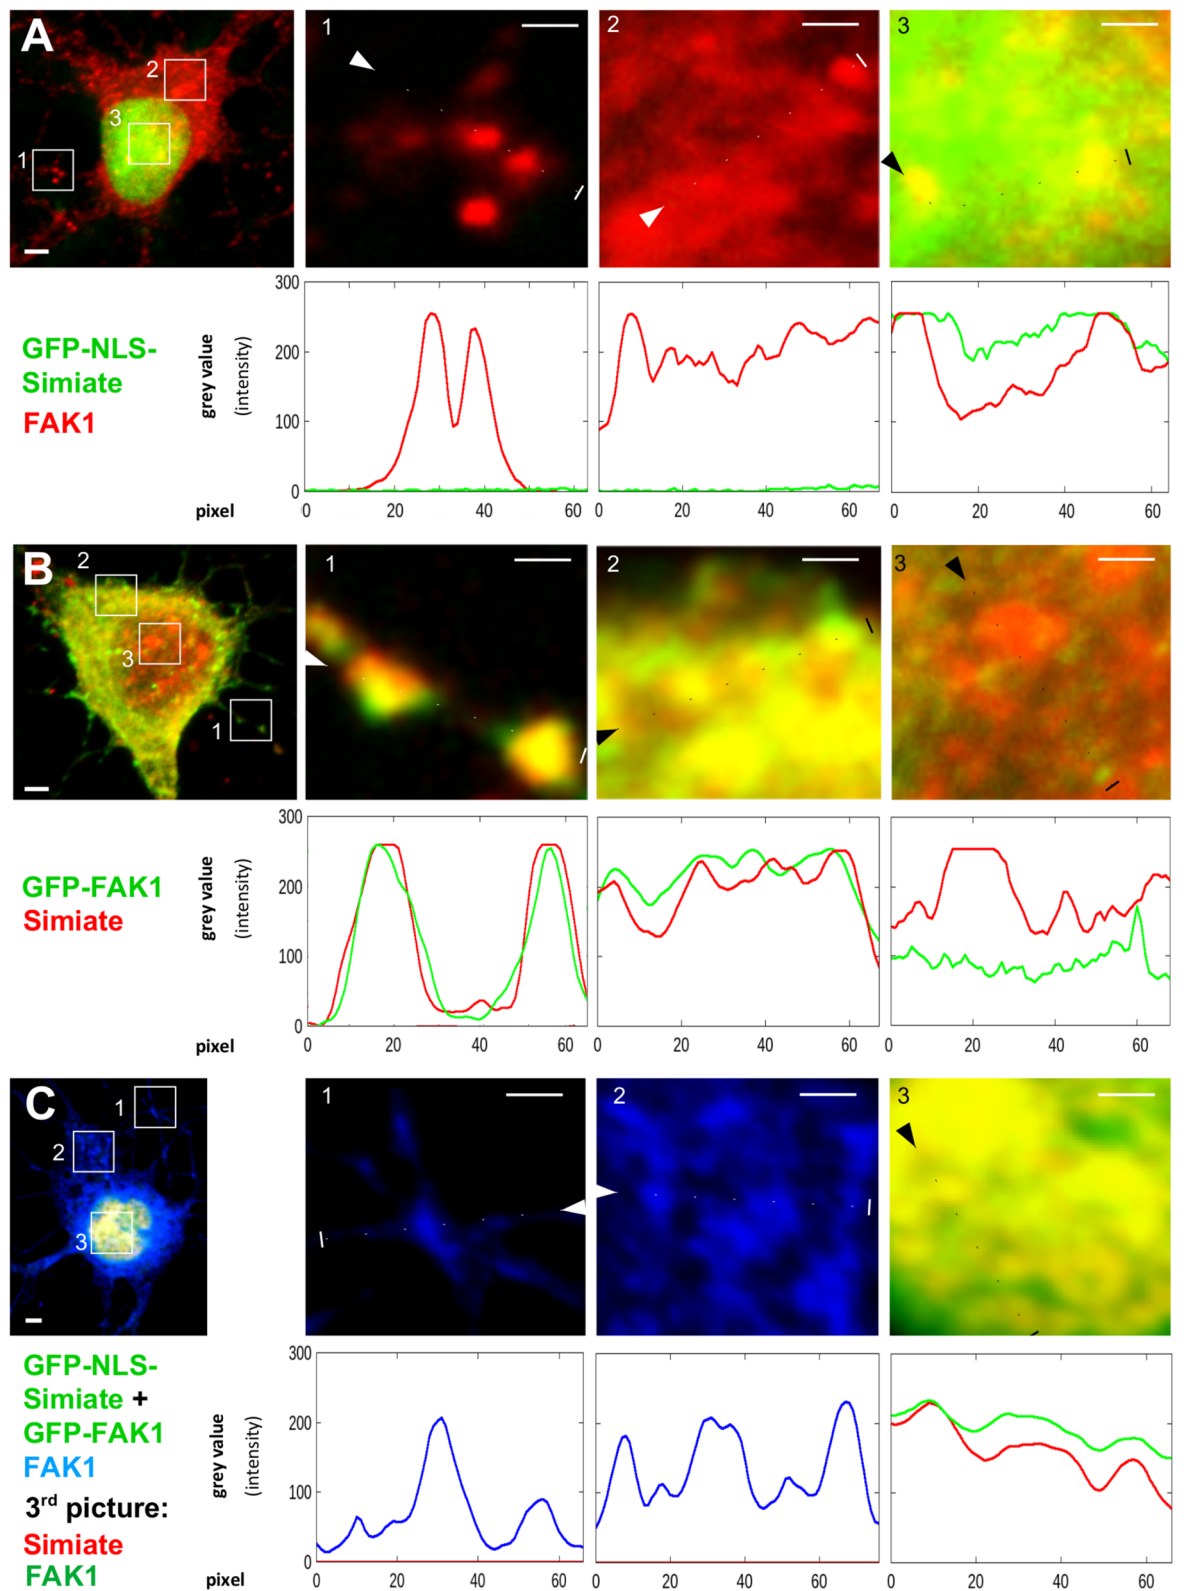 A
1
2
3
1
2
3
300
200
100
0
grey value
(intensity)
GFP-NLS-
Simiate
FAK1
pixel
0 20 40 60
0 20 40 60
0 20 40 60
B
1
2
3
2
3
1
300
200
100
0
grey value
(intensity)
GFP-FAK1
Simiate
pixel
0 20 40 60
0 20 40 60
0 20 40 60
C
1
2
3
1
2
3
300
200
100
0
grey value
(intensity)
GFP-NLS-
Simiate +
GFP-FAK1
FAK1
3rd picture:
Simiate
FAK1
pixel
0 20 40 60
0 20 40 60
0 20 40 60